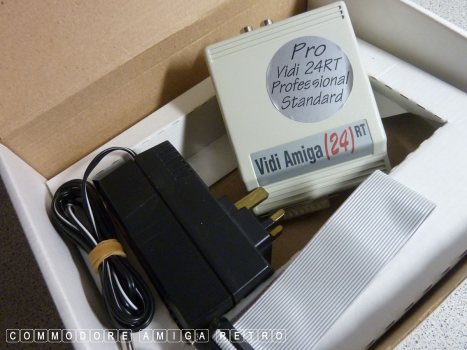 Pro
Vidi 24RT
Professional
Standard
Vidi Amiga (24) RT
COMMODORE AMIGA RETRO